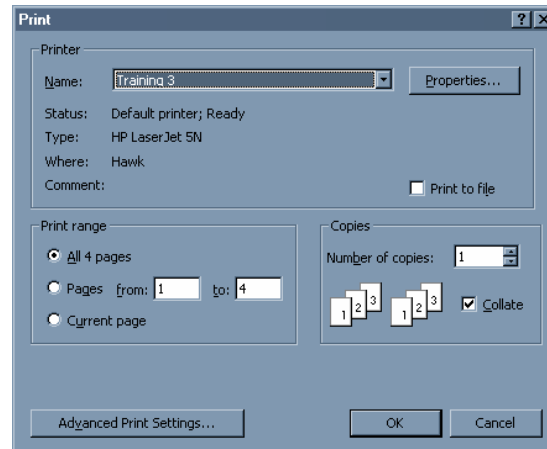 Print
Printer
Name: Training 3 Properties...
Status: Default printer; Ready
Type: HP LaserJet 5N
Where: Hawk
Comment: Print to file
Print range
All 4 pages
Pages from: 1 to: 4
Current page
Copies
Number of copies: 1
1 2 3 1 2 3 Collate
Advanced Print Settings... OK Cancel